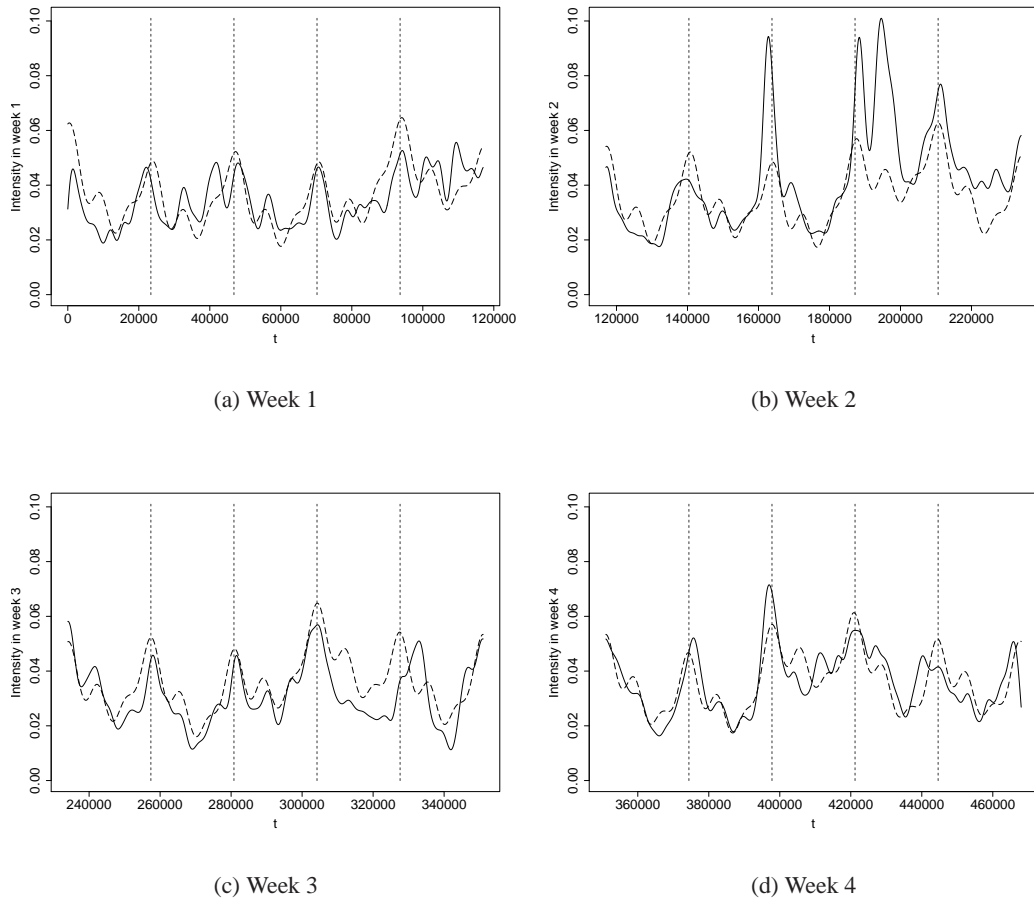 Intensity in week 1
0.00 0.02 0.04 0.06 0.08 0.10
0 20000 40000 60000 80000 100000 120000
t
(a) Week 1
Intensity in week 2
0.00 0.02 0.04 0.06 0.08 0.10
120000 140000 160000 180000 200000 220000
t
(b) Week 2
Intensity in week 3
0.00 0.02 0.04 0.06 0.08 0.10
240000 260000 280000 300000 320000 340000
t
(c) Week 3
Intensity in week 4
0.00 0.02 0.04 0.06 0.08 0.10
360000 380000 400000 420000 440000 460000
t
(d) Week 4